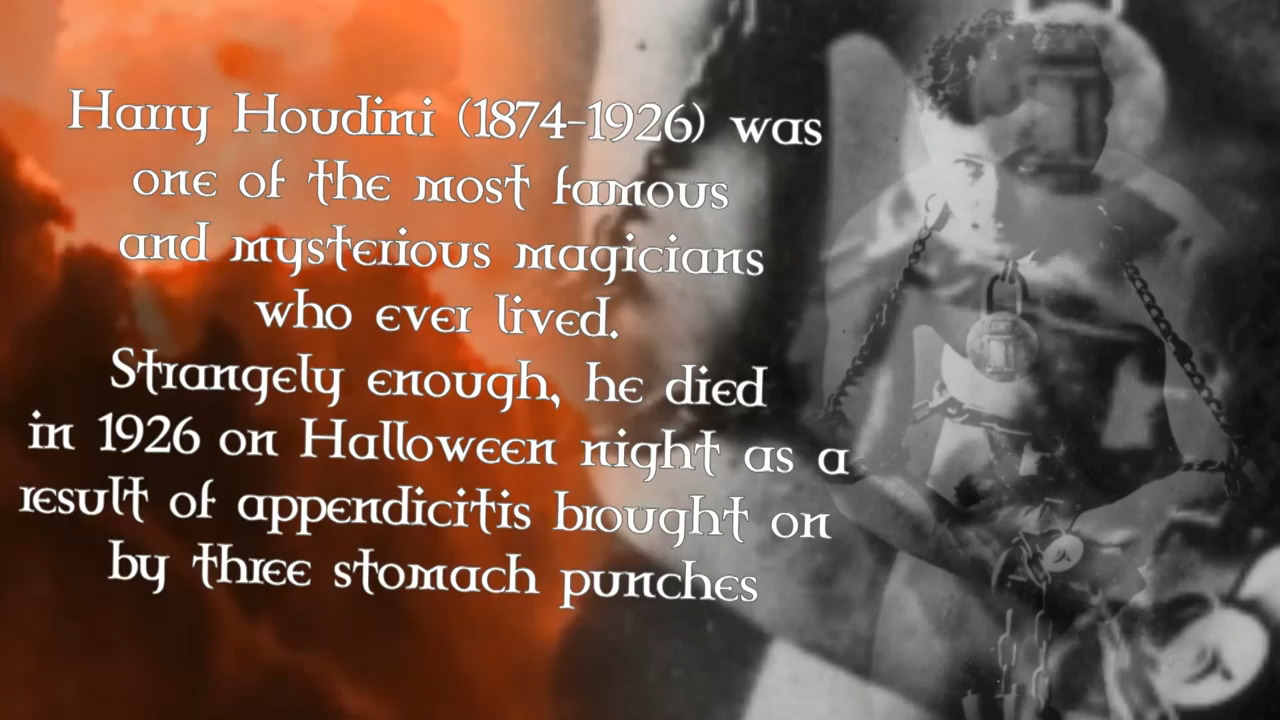 Harry Houdini (1874-1926) was
one of the most famous
and mysterious magicians
who ever lived.
Strangely enough, he died
in 1926 on Halloween night as a
result of appendicitis brought on
by three stomach punches